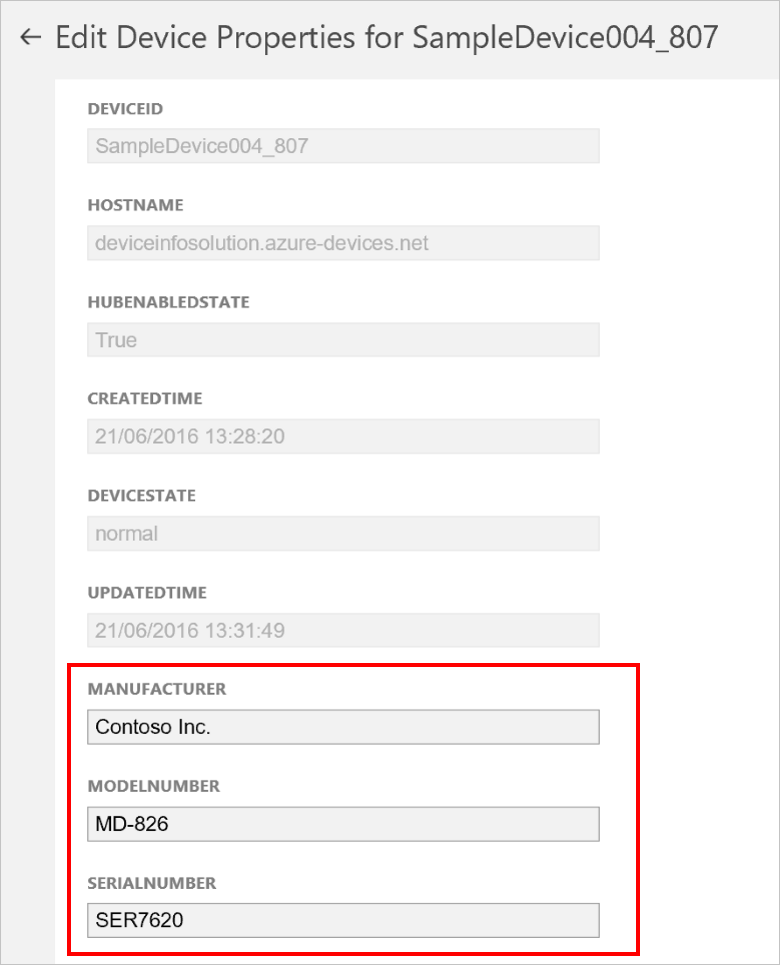 ← Edit Device Properties for SampleDevice004_807
DEVICEID
SampleDevice004_807
HOSTNAME
deviceinfosolution.azure-devices.net
HUBENABLEDSTATE
True
CREATEDTIME
21/06/2016 13:28:20
DEVICESTATE
normal
UPDATEDTIME
21/06/2016 13:31:49
MANUFACTURER
Contoso Inc.
MODELNUMBER
MD-826
SERIALNUMBER
SER7620